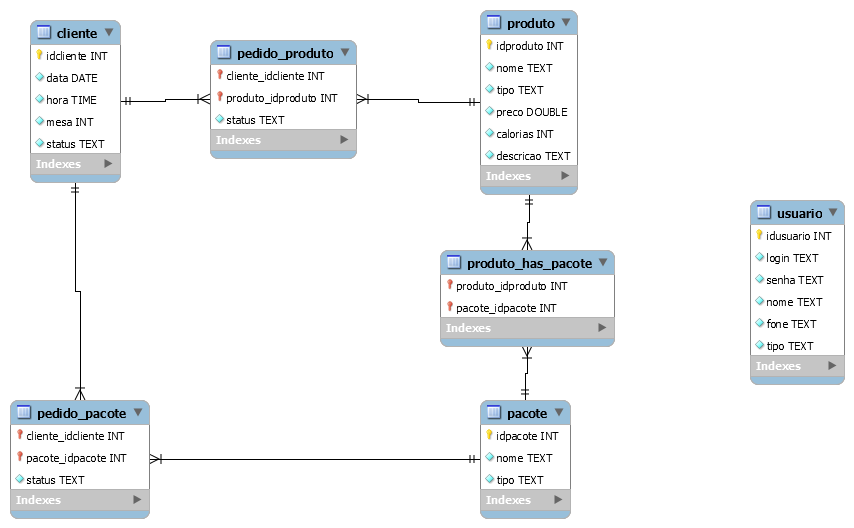 cliente
idcliente INT
data DATE
hora TIME
mesa INT
status TEXT
Indexes
pedido_produto
cliente_idcliente INT
produto_idproduto INT
status TEXT
Indexes
produto
idproduto INT
nome TEXT
tipo TEXT
preco DOUBLE
calorias INT
descricao TEXT
Indexes
produto_has_pacote
produto_idproduto INT
pacote_idpacote INT
Indexes
usuario
idusuario INT
login TEXT
senha TEXT
nome TEXT
fone TEXT
tipo TEXT
Indexes
pedido_pacote
cliente_idcliente INT
pacote_idpacote INT
status TEXT
Indexes
pacote
idpacote INT
nome TEXT
tipo TEXT
Indexes